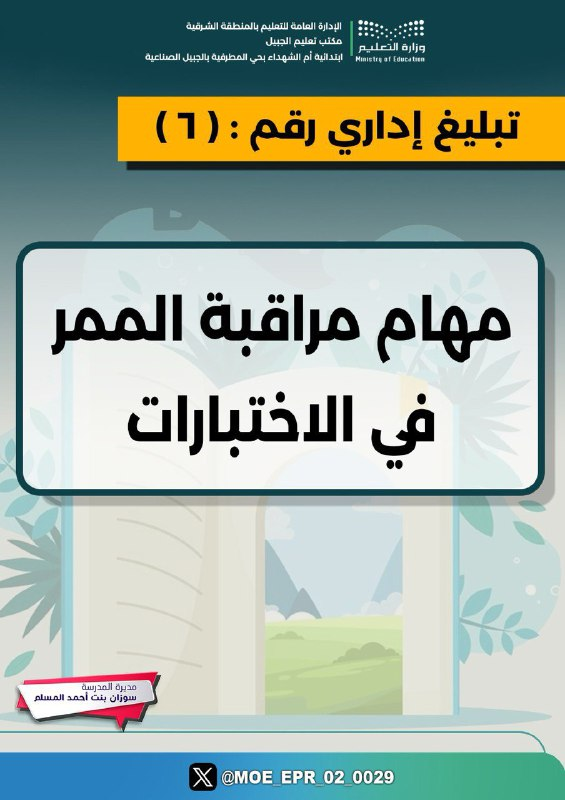 وزارة التعليم
Ministry of Education
الإدارة العامة للتعليم بالمنطقة الشرقية
مكتب تعليم الجبيل
ابتدائية أم الشهداء بحي المطرفية بالجبيل الصناعية
تبليغ إداري رقم : ( ٦ )
مهام مراقبة الممر
في الاختبارات
مديرة المدرسة
سوزان بنت أحمد المسلم
@MOE_EPR_02_0029